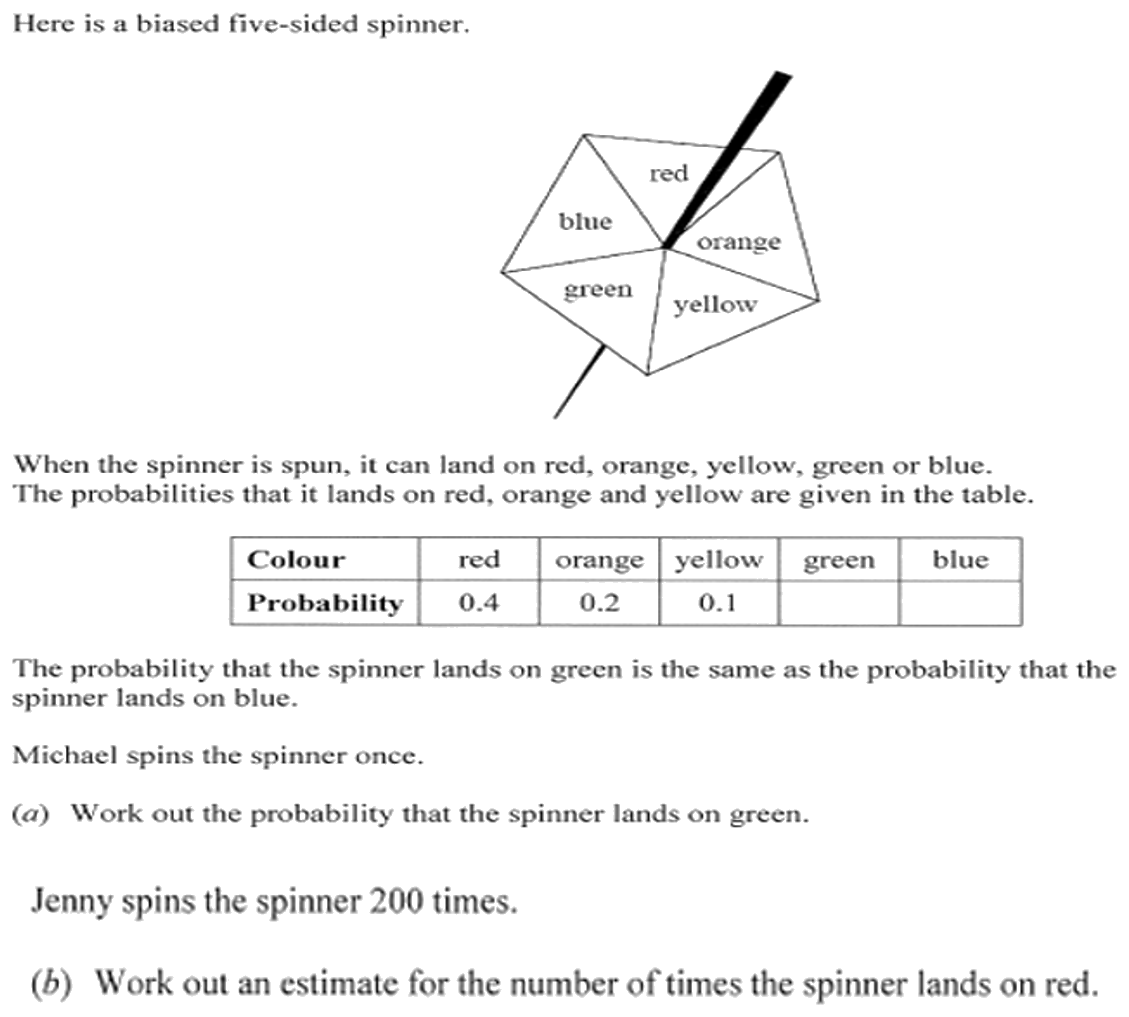 Here is a biased five-sided spinner.
red
blue
orange
green
yellow
When the spinner is spun, it can land on red, orange, yellow, green or blue.
The probabilities that it lands on red, orange and yellow are given in the table.
Colour red orange yellow green blue
Probability 0.4 0.2 0.1
The probability that the spinner lands on green is the same as the probability that the
spinner lands on blue.
Michael spins the spinner once.
(a) Work out the probability that the spinner lands on green.
Jenny spins the spinner 200 times.
(b) Work out an estimate for the number of times the spinner lands on red.